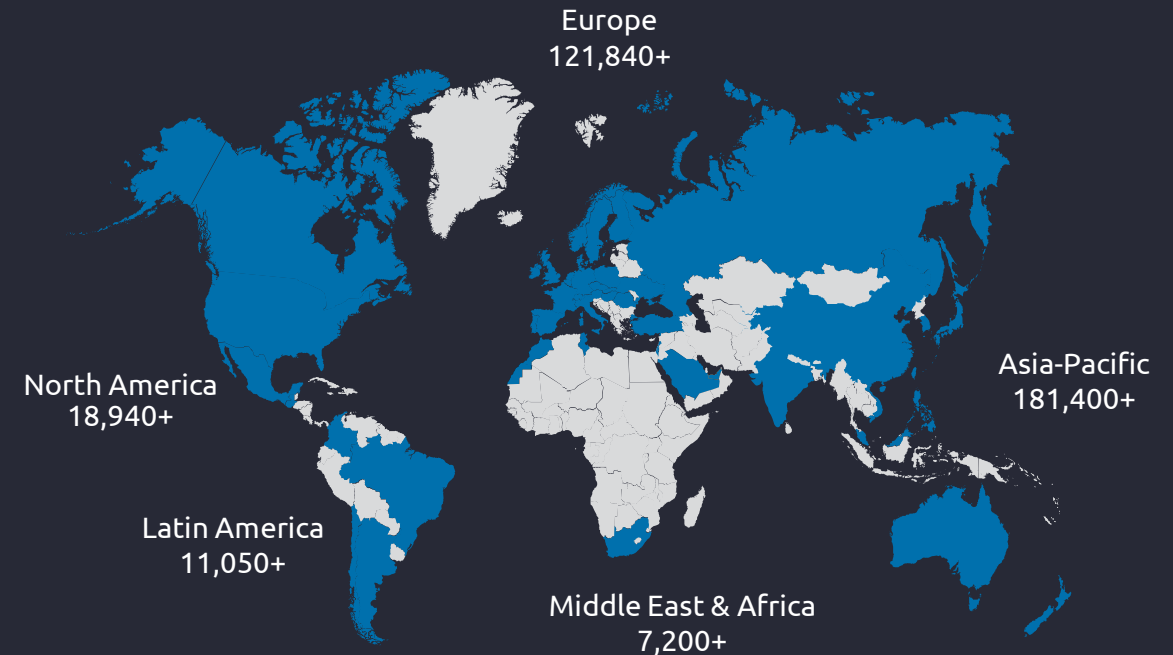 Europe
121,840+
North America
18,940+
Asia-Pacific
181,400+
Latin America
11,050+
Middle East & Africa
7,200+